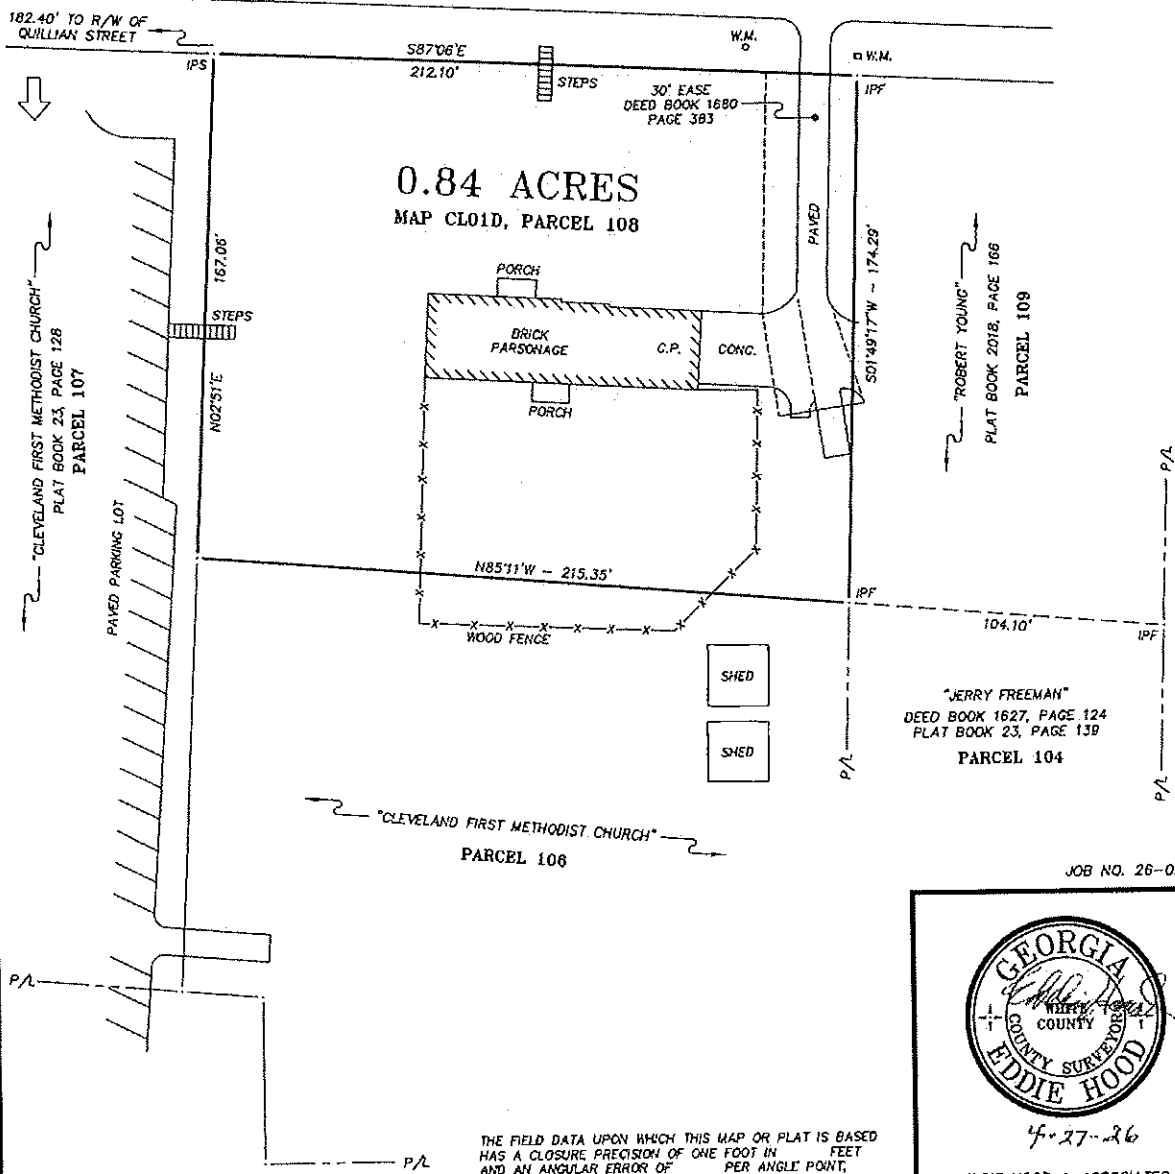 182.40' TO R/W OF
QUILLIAN STREET
IPS
S87°06'E
212.10'
STEPS
W.M.
W.M.
IPF
30' EASE
DEED BOOK 1680
PAGE 383
0.84 ACRES
MAP CL01D, PARCEL 108
PAVED
S01°49'17"W - 174.29'
167.06'
STEPS
N02°51'E
"CLEVELAND FIRST METHODIST CHURCH"
PLAT BOOK 23, PAGE 128
PARCEL 107
PORCH
BRICK
PARSONAGE
C.P.
CONC.
PORCH
"ROBERT YOUNG"
PLAT BOOK 2018, PAGE 166
PARCEL 109
P/L
PAVED PARKING LOT
N85°11'W - 215.35'
IPF
104.10'
IPF
WOOD FENCE
SHED
SHED
"JERRY FREEMAN"
DEED BOOK 1627, PAGE 124
PLAT BOOK 23, PAGE 139
PARCEL 104
P/L
P/L
"CLEVELAND FIRST METHODIST CHURCH"
PARCEL 106
JOB NO. 26-0
P/L
GEORGIA
WHITE
COUNTY
COUNTY SURVEYOR
EDDIE HOOD
4-27-26
P/L
THE FIELD DATA UPON WHICH THIS MAP OR PLAT IS BASED
HAS A CLOSURE PRECISION OF ONE FOOT IN FEET
AND AN ANGULAR ERROR OF PER ANGLE POINT,